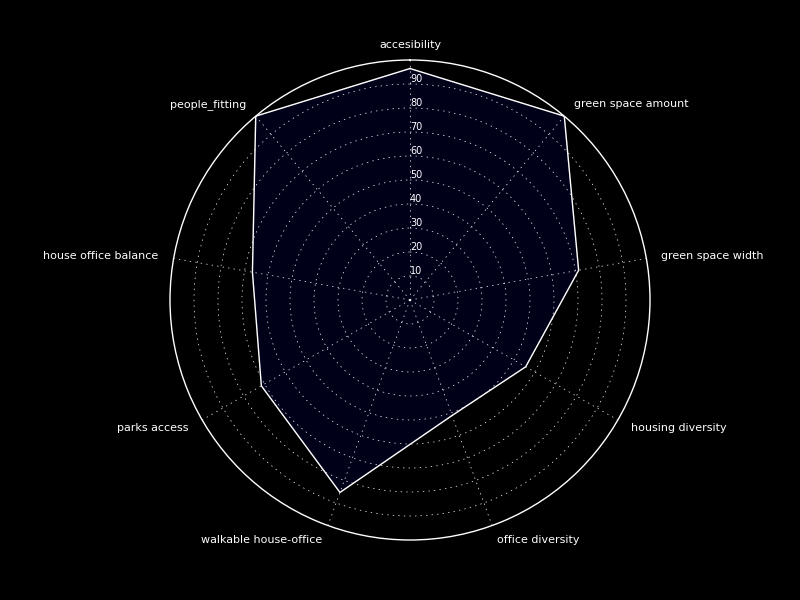 accesibility
people_fitting
green space amount
90
80
70
60
50
40
30
20
10
house office balance
green space width
parks access
housing diversity
walkable house-office
office diversity